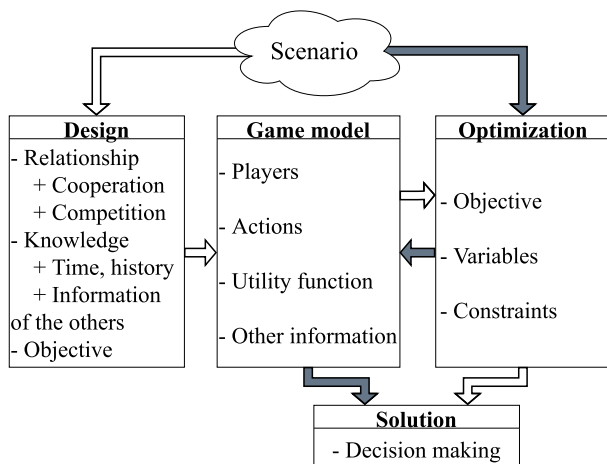 Scenario
Design
- Relationship
+ Cooperation
+ Competition
- Knowledge
+ Time, history
+ Information
of the others
- Objective
Game model
- Players
- Actions
- Utility function
- Other information
Optimization
- Objective
- Variables
- Constraints
Solution
- Decision making